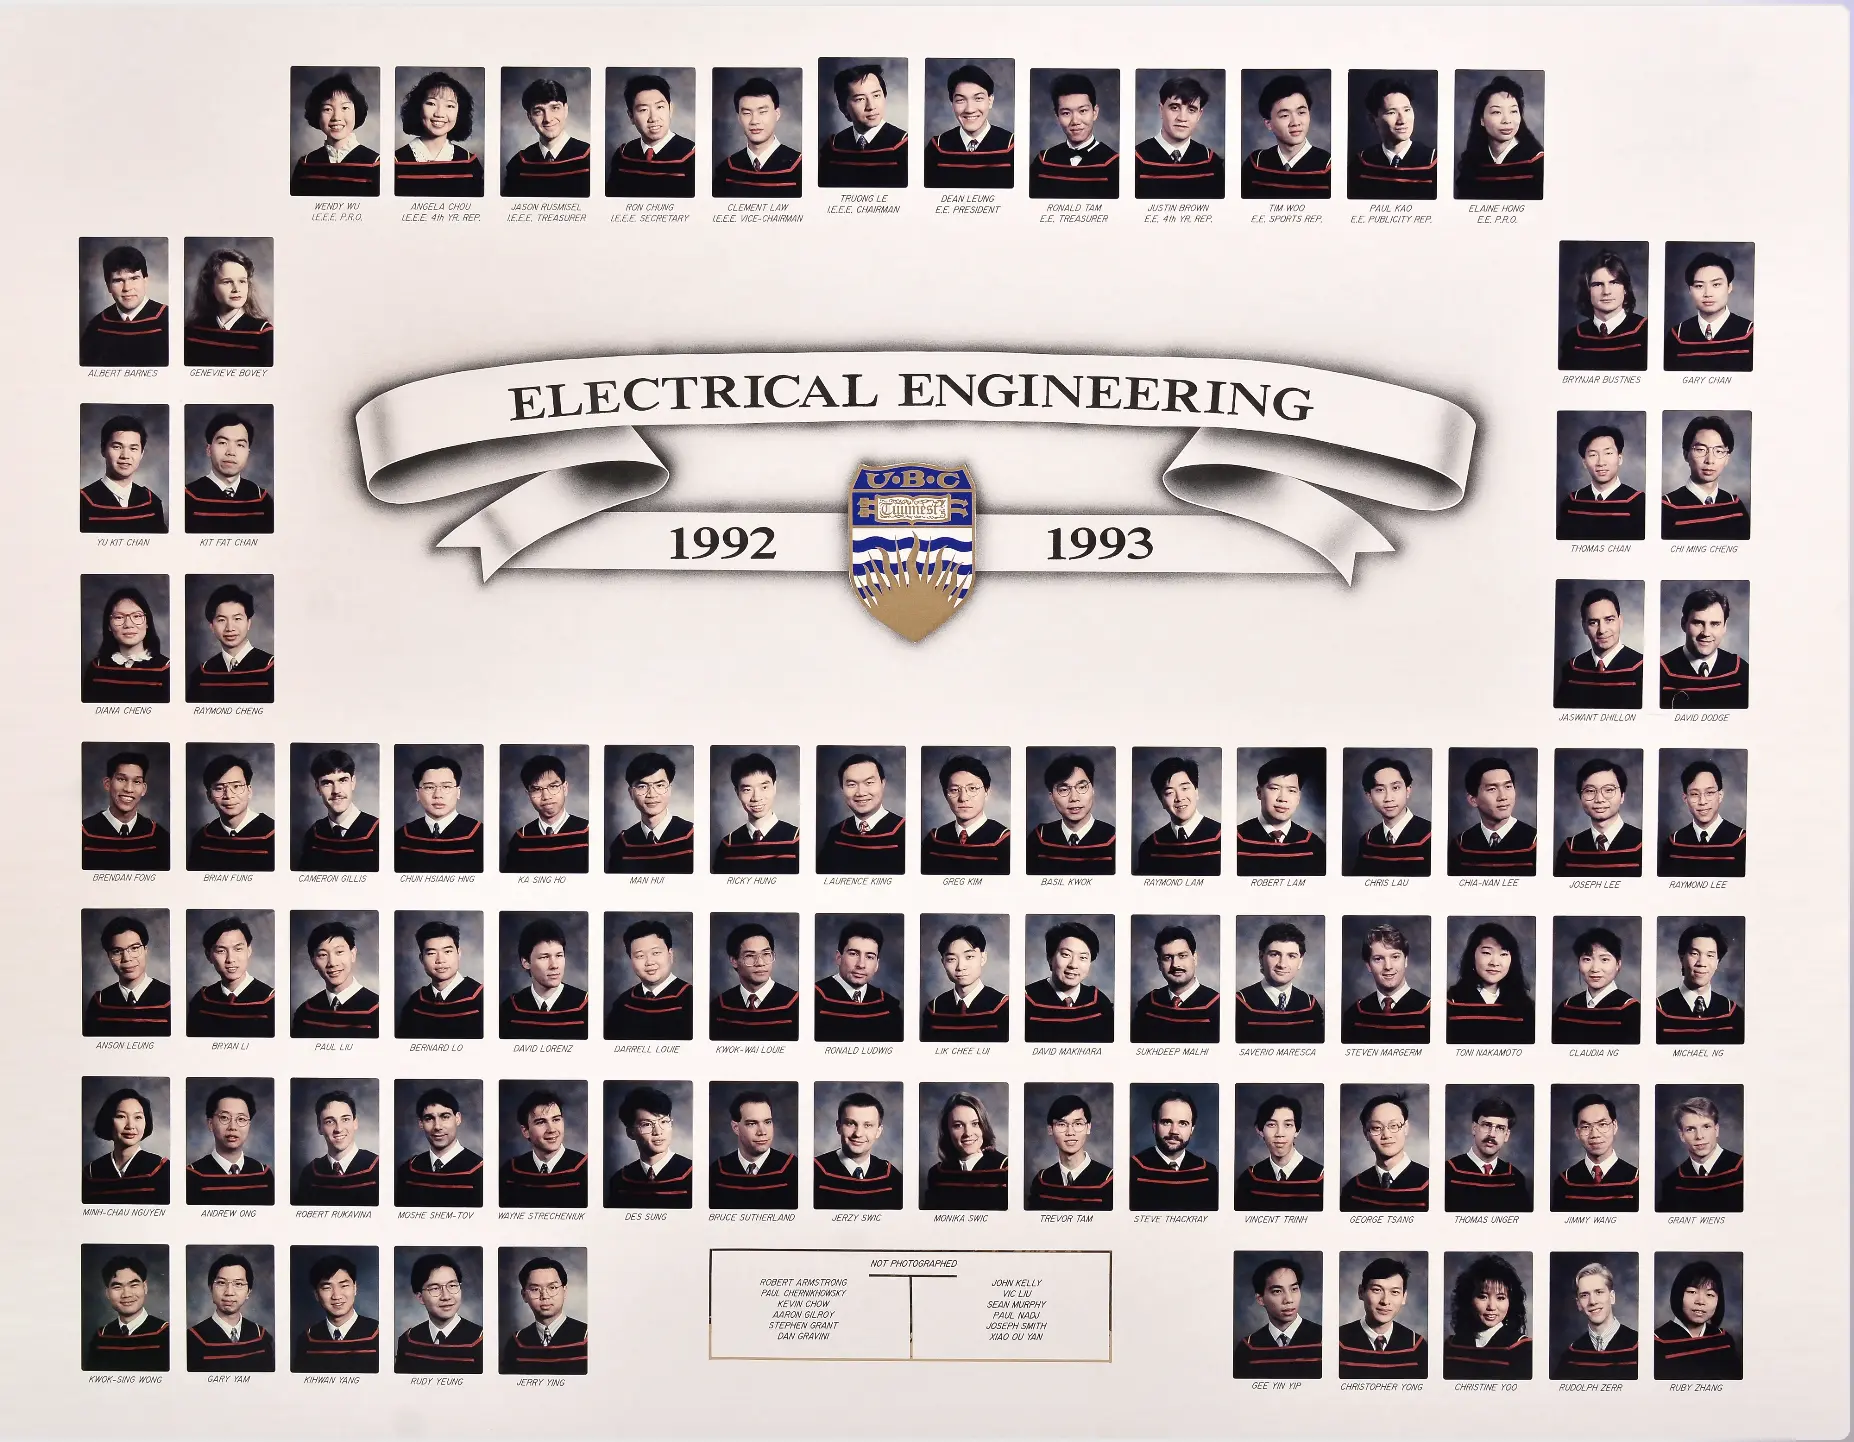 WENDY WU
I.E.E.E. P.R.O.
ANGELA CHOU
I.E.E.E. 4th YR. REP.
JASON RUSMISEL
I.E.E.E. TREASURER
RON CHUNG
I.E.E.E. SECRETARY
CLEMENT LAW
I.E.E.E. VICE-CHAIRMAN
TRUONG LE
I.E.E.E. CHAIRMAN
DEAN LEUNG
E.E. PRESIDENT
RONALD TAM
E.E. TREASURER
JUSTIN BROWN
E.E. 4th YR. REP.
TIM WOO
E.E. SPORTS REP.
PAUL KAO
E.E. PUBLICITY REP.
ELAINE HONG
E.E. P.R.O.
ALBERT BARNES
GENEVIEVE BOVEY
BRYNJAR BUSTNES
GARY CHAN
ELECTRICAL ENGINEERING
U·B·C
Tuumest
1992
1993
YU KIT CHAN
KIT FAT CHAN
THOMAS CHAN
CHI MING CHENG
DIANA CHENG
RAYMOND CHENG
JASWANT DHILLON
DAVID DODGE
BRENDAN FONG
BRIAN FUNG
CAMERON GILLIS
CHUN HSIANG HNG
KA SING HO
MAN HUI
RICKY HUNG
LAURENCE KIING
GREG KIM
BASIL KWOK
RAYMOND LAM
ROBERT LAM
CHRIS LAU
CHIA-NAN LEE
JOSEPH LEE
RAYMOND LEE
ANSON LEUNG
BRYAN LI
PAUL LIU
BERNARD LO
DAVID LORENZ
DARRELL LOUIE
KWOK-WAI LOUIE
RONALD LUDWIG
LIK CHEE LUI
DAVID MAKIHARA
SUKHDEEP MALHI
SAVERIO MARESCA
STEVEN MARGERM
TONI NAKAMOTO
CLAUDIA NG
MICHAEL NG
MINH-CHAU NGUYEN
ANDREW ONG
ROBERT RUKAVINA
MOSHE SHEM-TOV
WAYNE STRECHENIUK
DES SUNG
BRUCE SUTHERLAND
JERZY SWIC
MONIKA SWIC
TREVOR TAM
STEVE THACKRAY
VINCENT TRINH
GEORGE TSANG
THOMAS UNGER
JIMMY WANG
GRANT WIENS
KWOK-SING WONG
GARY YAM
KIHWAN YANG
RUDY YEUNG
JERRY YING
NOT PHOTOGRAPHED
ROBERT ARMSTRONG
PAUL CHERNIKHOWSKY
KEVIN CHOW
AARON GILROY
STEPHEN GRANT
DAN GRAVINI
JOHN KELLY
VIC LIU
SEAN MURPHY
PAUL NADJ
JOSEPH SMITH
XIAO OU YAN
GEE YIN YIP
CHRISTOPHER YONG
CHRISTINE YOO
RUDOLPH ZERR
RUBY ZHANG